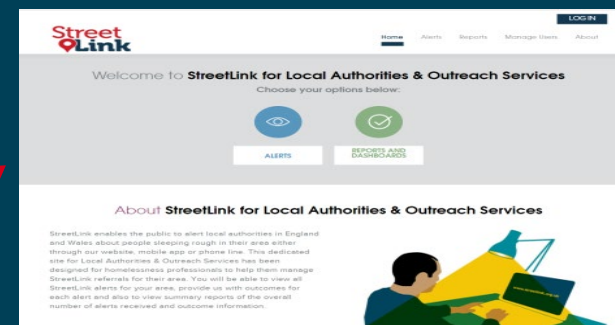 LOG IN
Street
Link
Home Alerts Reports Manage Users About
Welcome to StreetLink for Local Authorities & Outreach Services
Choose your options below:
ALERTS
REPORTS AND
DASHBOARDS
About StreetLink for Local Authorities & Outreach Services
StreetLink enables the public to alert local authorities in England
and Wales about people sleeping rough in their area either
through our website, mobile app or phone line. This dedicated
site for Local Authorities & Outreach Services has been
designed for homelessness professionals to help them manage
StreetLink referrals for their area. You will be able to view all
StreetLink alerts for your area, provide us with outcomes for
each alert and also to view summary reports of the overall
number of alerts received and outcome information.